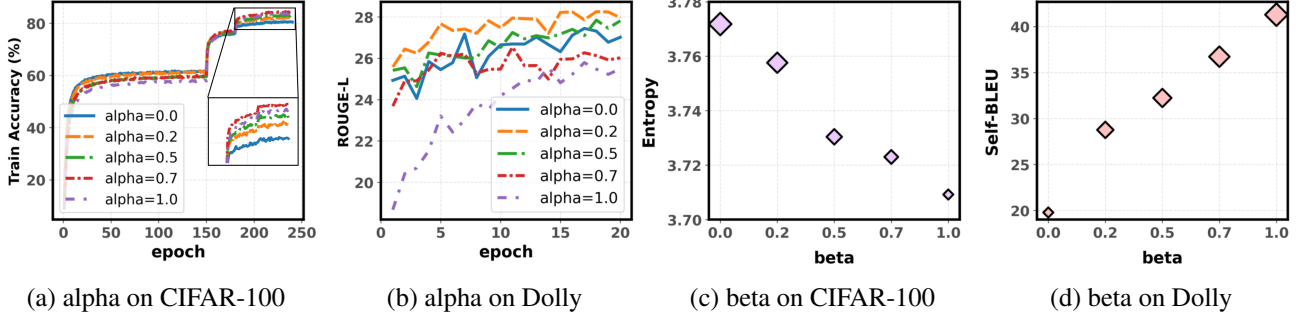 80
60
40
20
Train Accuracy (%)
alpha=0.0
alpha=0.2
alpha=0.5
alpha=0.7
alpha=1.0
0 50 100 150 200 250
epoch
(a) alpha on CIFAR-100
28
26
24
22
20
ROUGE-L
alpha=0.0
alpha=0.2
alpha=0.5
alpha=0.7
alpha=1.0
0 5 10 15 20
epoch
(b) alpha on Dolly
3.78
3.76
3.74
3.72
3.70
Entropy
0.0 0.2 0.5 0.7 1.0
beta
(c) beta on CIFAR-100
40
35
30
25
20
Self-BLEU
0.0 0.2 0.5 0.7 1.0
beta
(d) beta on Dolly